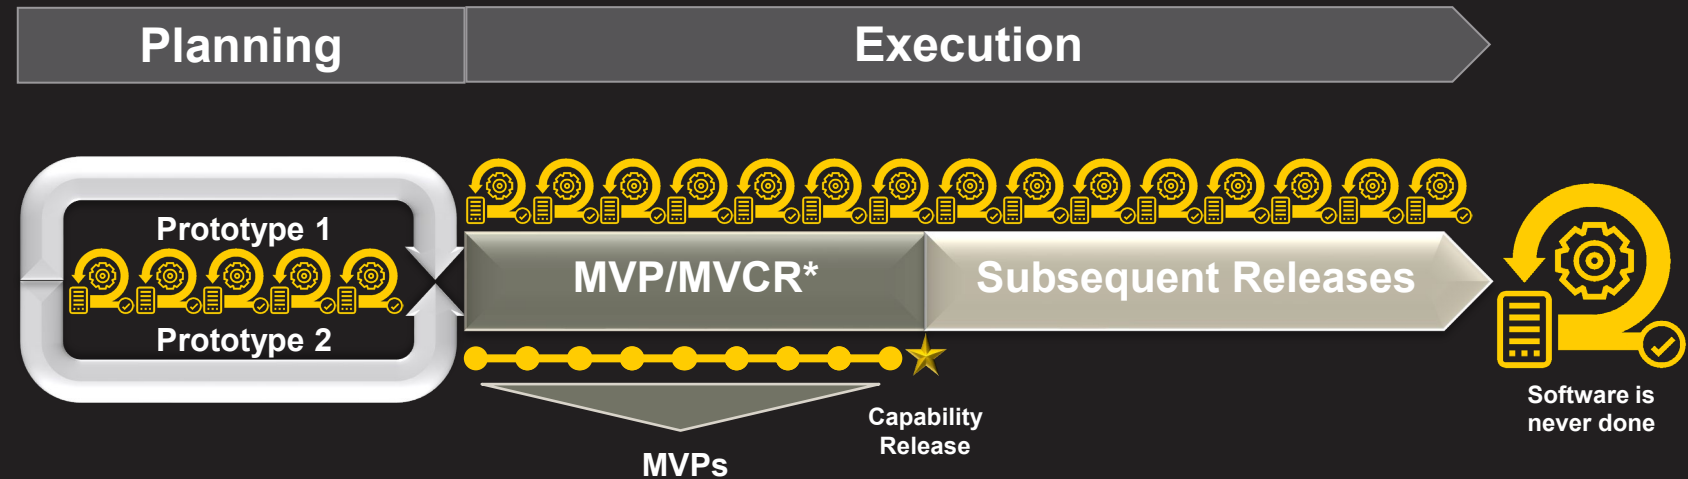 Planning
Execution
Prototype 1
Prototype 2
MVP/MVCR*
Subsequent Releases
MVPs
Capability
Release
Software is
never done